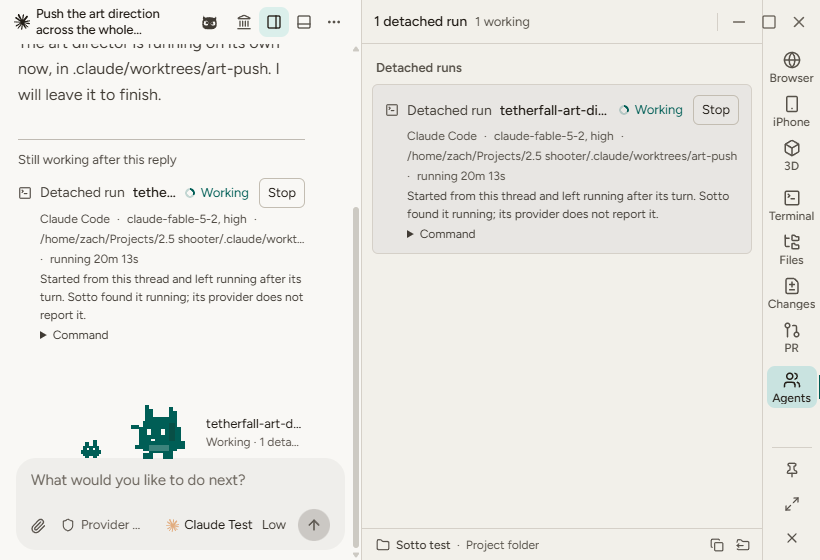 Push the art direction
across the whole...
The art director is running on its own
now, in .claude/worktrees/art-push. I
will leave it to finish.
Still working after this reply
Detached run tethe... Working Stop
Claude Code · claude-fable-5-2, high ·
/home/zach/Projects/2.5 shooter/.claude/workt...
· running 20m 13s
Started from this thread and left running after its
turn. Sotto found it running; its provider does not
report it.
Command
tetherfall-art-d...
Working · 1 deta...
What would you like to do next?
Provider ... Claude Test Low
1 detached run 1 working
Detached runs
Detached run tetherfall-art-di... Working Stop
Claude Code · claude-fable-5-2, high ·
/home/zach/Projects/2.5 shooter/.claude/worktrees/art-push
· running 20m 13s
Started from this thread and left running after its turn. Sotto
found it running; its provider does not report it.
Command
Sotto test · Project folder
Browser
iPhone
3D
Terminal
Files
Changes
PR
Agents